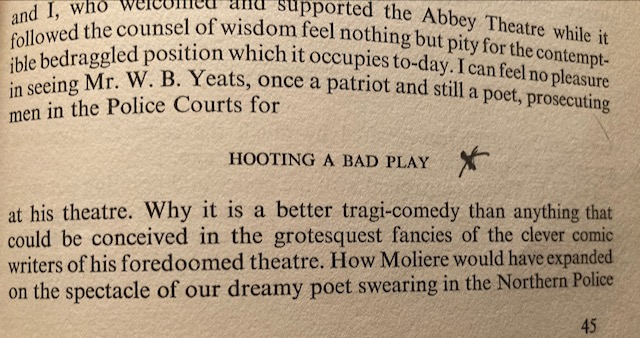 and I, who welcomed and supported the Abbey Theatre while it
followed the counsel of wisdom feel nothing but pity for the contempt-
ible bedraggled position which it occupies to-day. I can feel no pleasure
in seeing Mr. W. B. Yeats, once a patriot and still a poet, prosecuting
men in the Police Courts for
HOOTING A BAD PLAY
at his theatre. Why it is a better tragi-comedy than anything that
could be conceived in the grotesquest fancies of the clever comic
writers of his foredoomed theatre. How Moliere would have expanded
on the spectacle of our dreamy poet swearing in the Northern Police
45